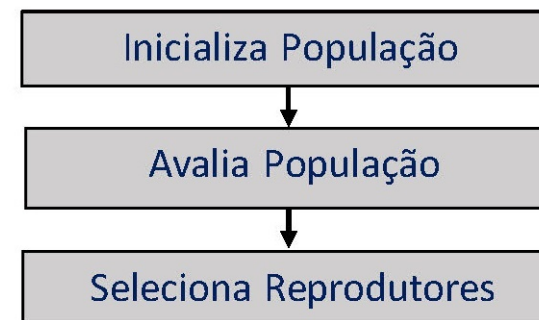 Inicializa População
Avalia População
Seleciona Reprodutores